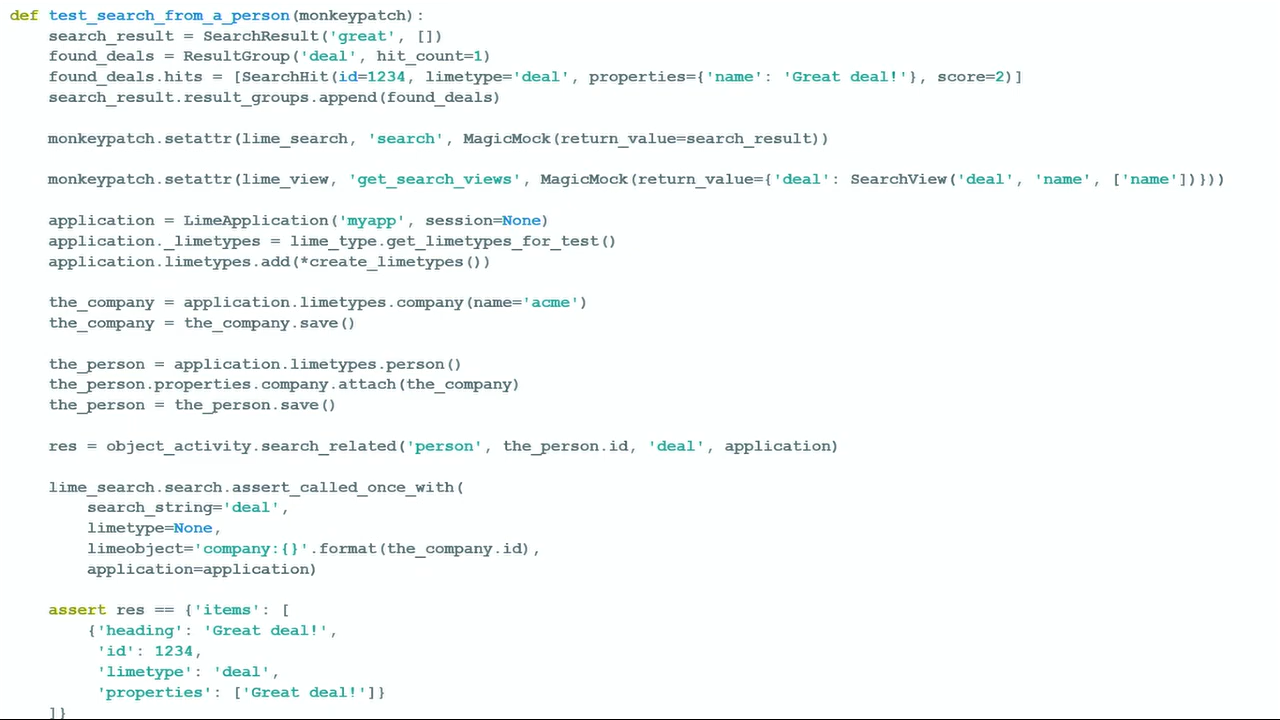 def test_search_from_a_person(monkeypatch):
    search_result = SearchResult('great', [])
    found_deals = ResultGroup('deal', hit_count=1)
    found_deals.hits = [SearchHit(id=1234, limetype='deal', properties={'name': 'Great deal!'}, score=2)]
    search_result.result_groups.append(found_deals)

    monkeypatch.setattr(lime_search, 'search', MagicMock(return_value=search_result))

    monkeypatch.setattr(lime_view, 'get_search_views', MagicMock(return_value={'deal': SearchView('deal', 'name', ['name'])}))

    application = LimeApplication('myapp', session=None)
    application._limetypes = lime_type.get_limetypes_for_test()
    application.limetypes.add(*create_limetypes())

    the_company = application.limetypes.company(name='acme')
    the_company = the_company.save()

    the_person = application.limetypes.person()
    the_person.properties.company.attach(the_company)
    the_person = the_person.save()

    res = object_activity.search_related('person', the_person.id, 'deal', application)

    lime_search.search.assert_called_once_with(
        search_string='deal',
        limetype=None,
        limeobject='company:{}'.format(the_company.id),
        application=application)

    assert res == {'items': [
        {'heading': 'Great deal!',
         'id': 1234,
         'limetype': 'deal',
         'properties': ['Great deal!']}
    ]}